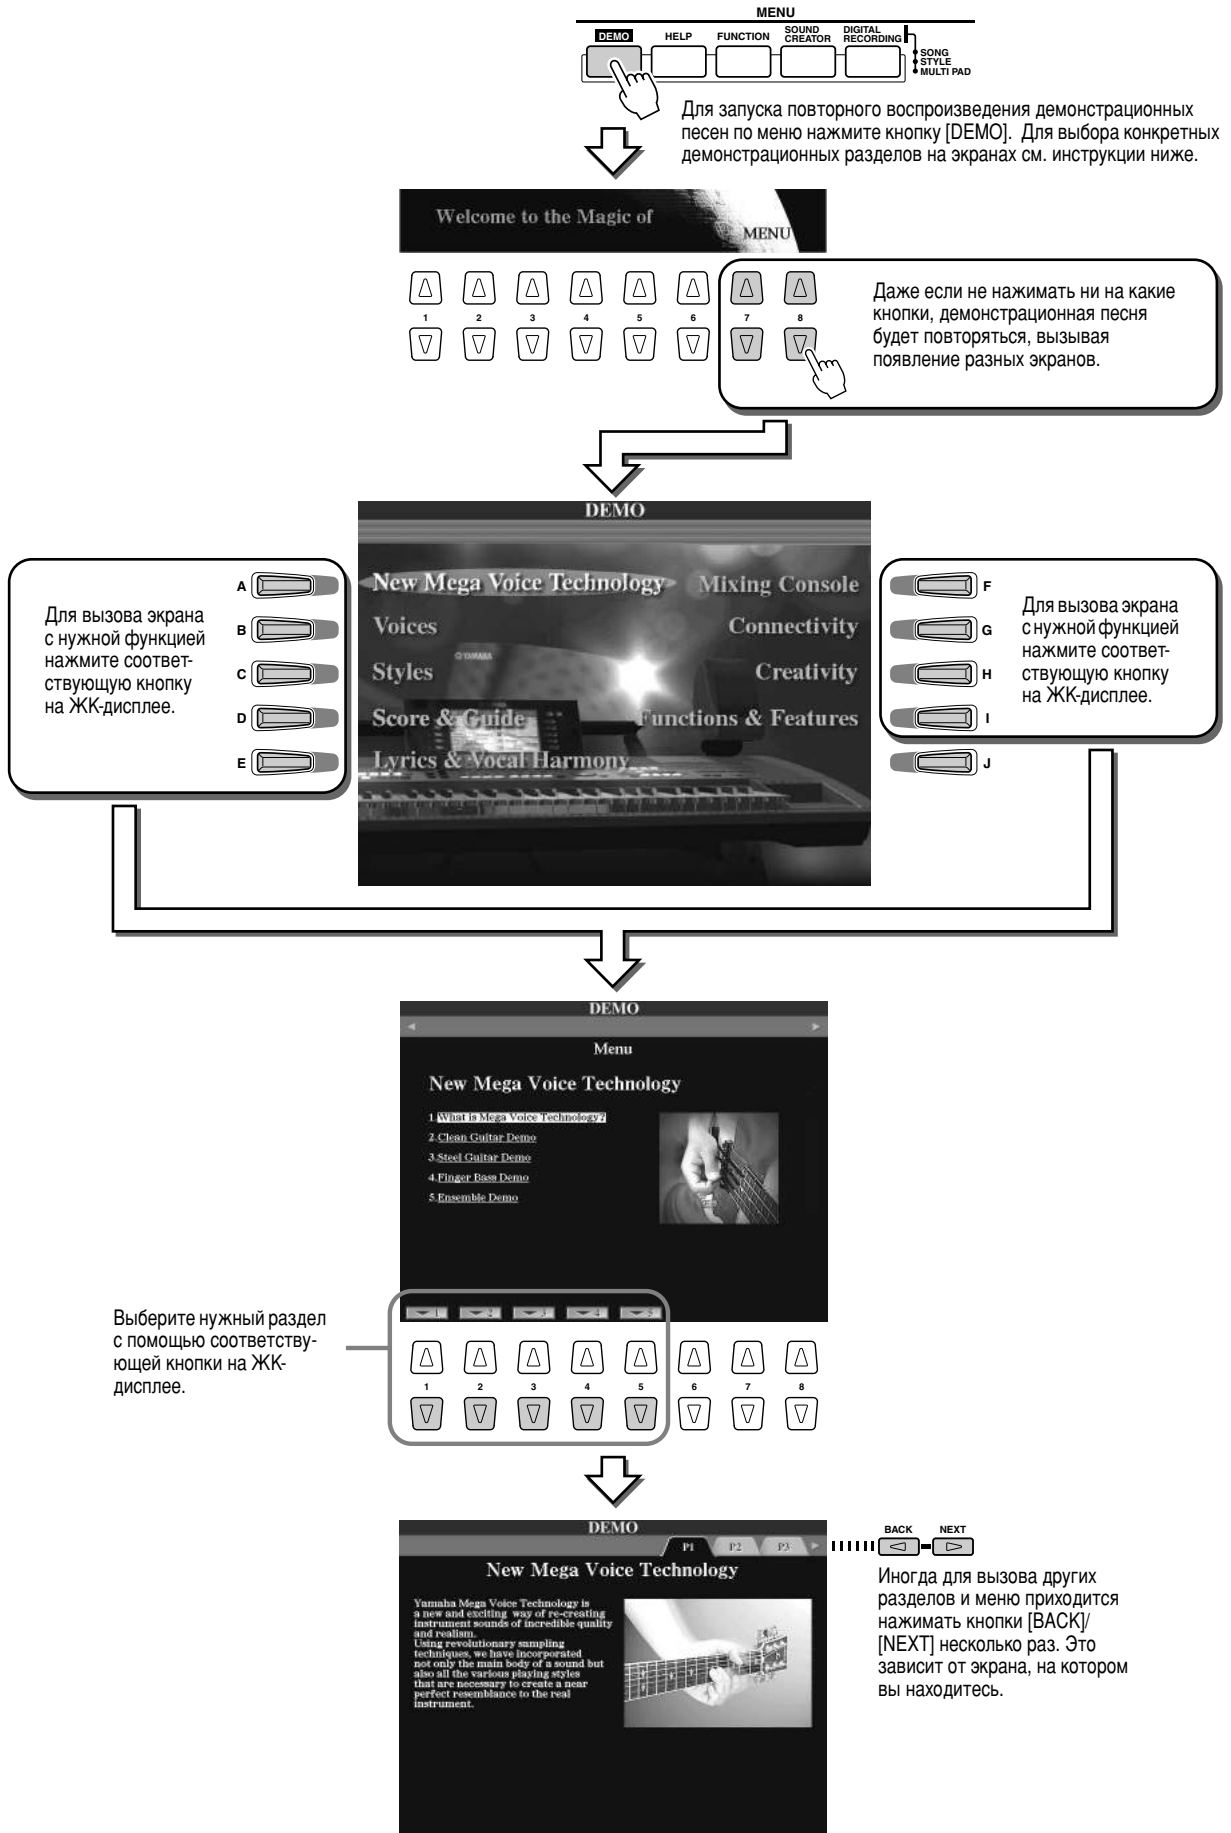 MENU
DEMO
HELP
FUNCTION
SOUND
CREATOR
DIGITAL
RECORDING
SONG
STYLE
MULTI PAD
Для запуска повторного воспроизведения демонстрационных
песен по меню нажмите кнопку [DEMO]. Для выбора конкретных
демонстрационных разделов на экранах см. инструкции ниже.
Welcome to the Magic of
MENU
1 2 3 4 5 6 7 8
Даже если не нажимать ни на какие
кнопки, демонстрационная песня
будет повторяться, вызывая
появление разных экранов.
DEMO
New Mega Voice Technology
Mixing Console
Voices
Connectivity
YAMAHA
Styles
Creativity
Score & Guide
Functions & Features
Lyrics & Vocal Harmony
Для вызова экрана
с нужной функцией
нажмите соответ-
ствующую кнопку
на ЖК-дисплее.
A
B
C
D
E
F
G
H
I
J
Для вызова экрана
с нужной функцией
нажмите соответ-
ствующую кнопку
на ЖК-дисплее.
DEMO
Menu
New Mega Voice Technology
1.What is Mega Voice Technology?
2.Clean Guitar Demo
3.Steel Guitar Demo
4.Finger Bass Demo
5.Ensemble Demo
1 2 3 4 5
Выберите нужный раздел
с помощью соответству-
ющей кнопки на ЖК-
дисплее.
1 2 3 4 5 6 7 8
DEMO
P1 P2 P3
New Mega Voice Technology
Yamaha Mega Voice Technology is
a new and exciting way of re-creating
instrument sounds of incredible quality
and realism.
Using revolutionary sampling
techniques, we have incorporated
not only the main body of a sound but
also all the various playing styles
that are necessary to create a near
perfect resemblance to the real
instrument.
BACK NEXT
Иногда для вызова других
разделов и меню приходится
нажимать кнопки [BACK]/
[NEXT] несколько раз. Это
зависит от экрана, на котором
вы находитесь.